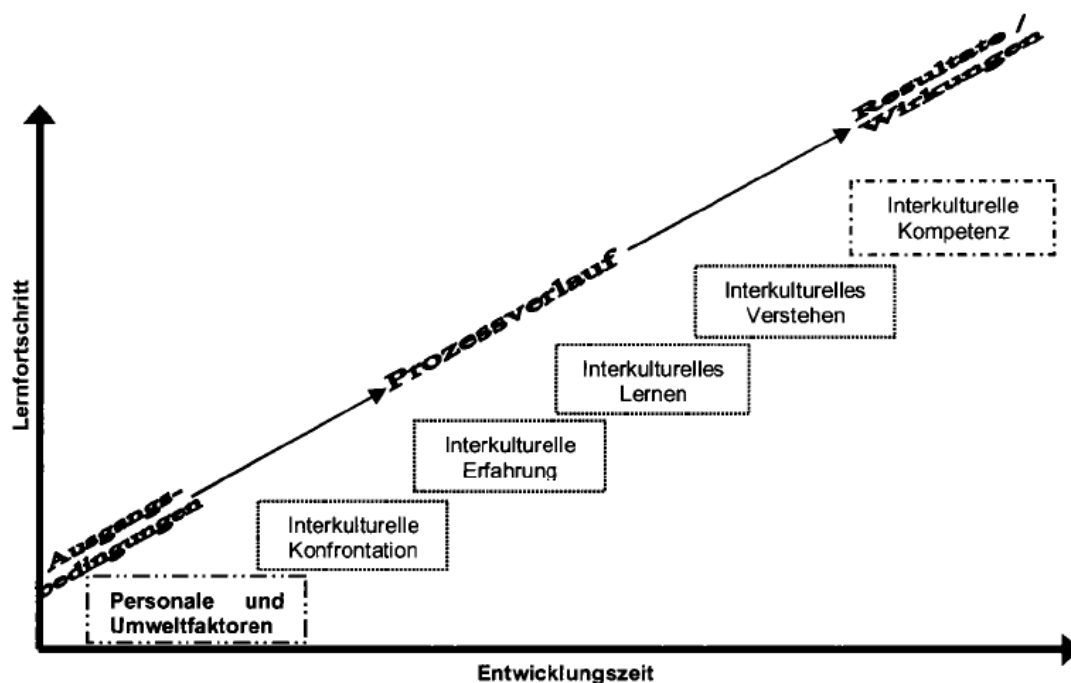 Resultate /
Wirkungen
Interkulturelle
Kompetenz
Prozessverlauf
Interkulturelles
Verstehen
Lernfortschritt
Interkulturelles
Lernen
Interkulturelle
Erfahrung
Ausgangs-
bedingungen
Interkulturelle
Konfrontation
Personale und
Umweltfaktoren
Entwicklungszeit